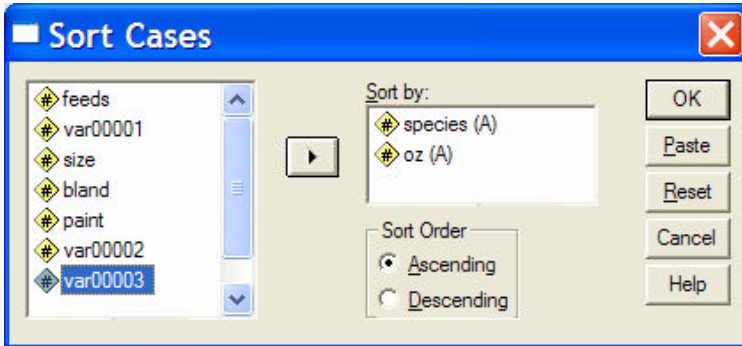 Sort Cases
feeds
var00001
size
bland
paint
var00002
var00003
Sort by:
species (A)
oz (A)
Sort Order
Ascending
Descending
OK
Paste
Reset
Cancel
Help